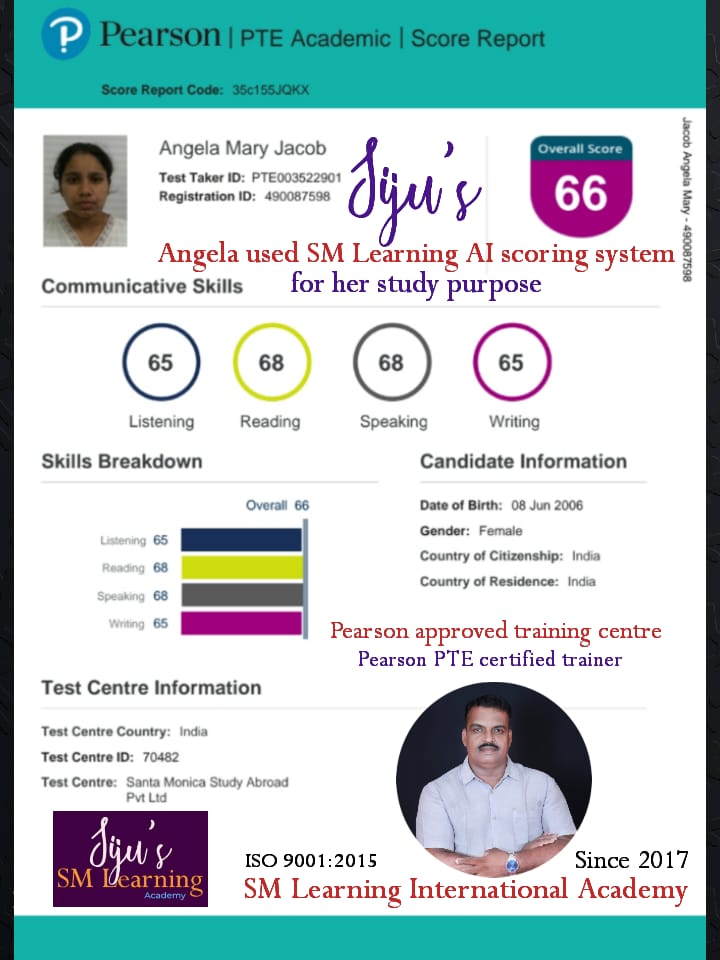 Pearson | PTE Academic | Score Report
Score Report Code: 35c155JQKX
Angela Mary Jacob
Test Taker ID: PTE003522901
Registration ID: 490087598
Jiju's
Overall Score
66
Jacob Angela Mary - 490087598
Angela used SM Learning AI scoring system
for her study purpose
Communicative Skills
65 68 68 65
Listening Reading Speaking Writing
Skills Breakdown
Overall 66
Listening 65
Reading 68
Speaking 68
Writing 65
Candidate Information
Date of Birth: 08 Jun 2006
Gender: Female
Country of Citizenship: India
Country of Residence: India
Pearson approved training centre
Pearson PTE certified trainer
Test Centre Information
Test Centre Country: India
Test Centre ID: 70482
Test Centre: Santa Monica Study Abroad
Pvt Ltd
Jiju's
SM Learning
Academy
ISO 9001:2015
Since 2017
SM Learning International Academy